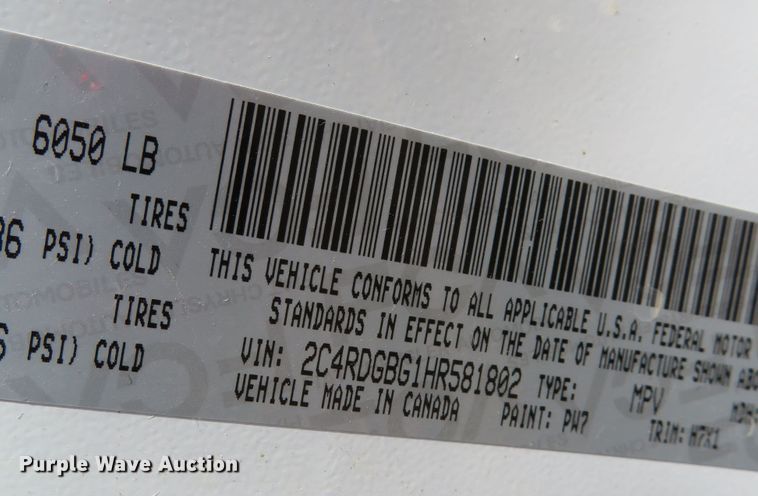 6050 LB
TIRES
PSI) COLD
TIRES
PSI) COLD
THIS VEHICLE CONFORMS TO ALL APPLICABLE U.S.A. FEDERAL MOTOR
STANDARDS IN EFFECT ON THE DATE OF MANUFACTURE SHOWN
VIN: 2C4RDGBG1HR581802 TYPE: MPV
VEHICLE MADE IN CANADA PAINT: PW7 TRIM:
Purple Wave Auction